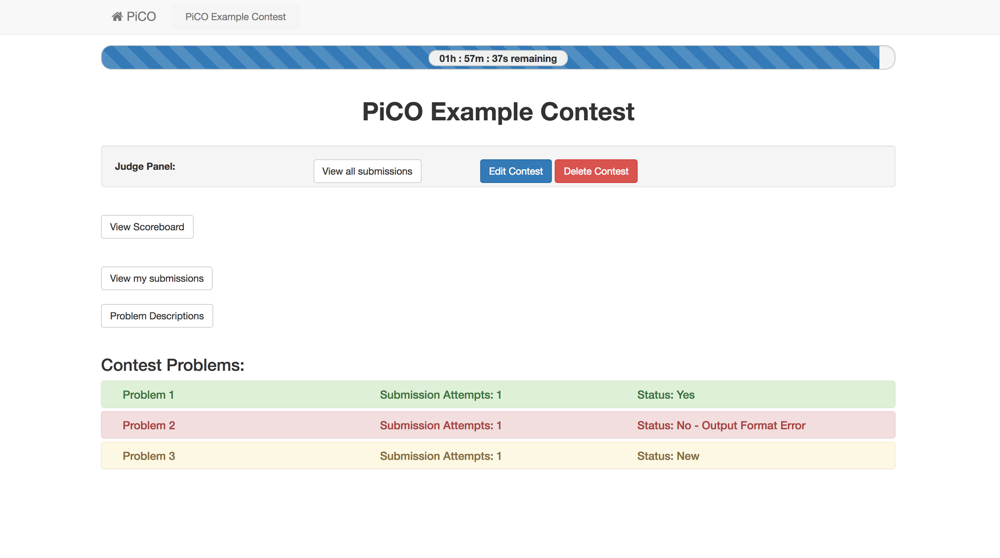 PiCO PiCO Example Contest
01h : 57m : 37s remaining
PiCO Example Contest
Judge Panel: View all submissions Edit Contest Delete Contest
View Scoreboard
View my submissions
Problem Descriptions
Contest Problems:
Problem 1 Submission Attempts: 1 Status: Yes
Problem 2 Submission Attempts: 1 Status: No - Output Format Error
Problem 3 Submission Attempts: 1 Status: New